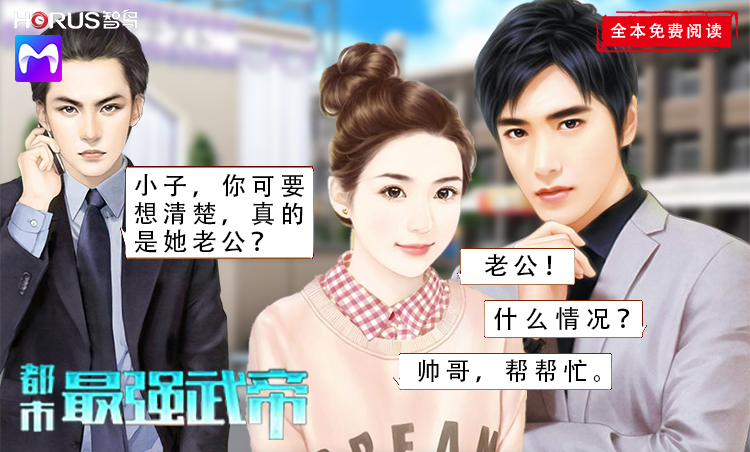 HORUS智鸟
全本免费阅读
小子，你可要
想清楚，真的
是她老公？
老公！
什么情况？
帅哥，帮帮忙。
都市
最强武帝
DREAM